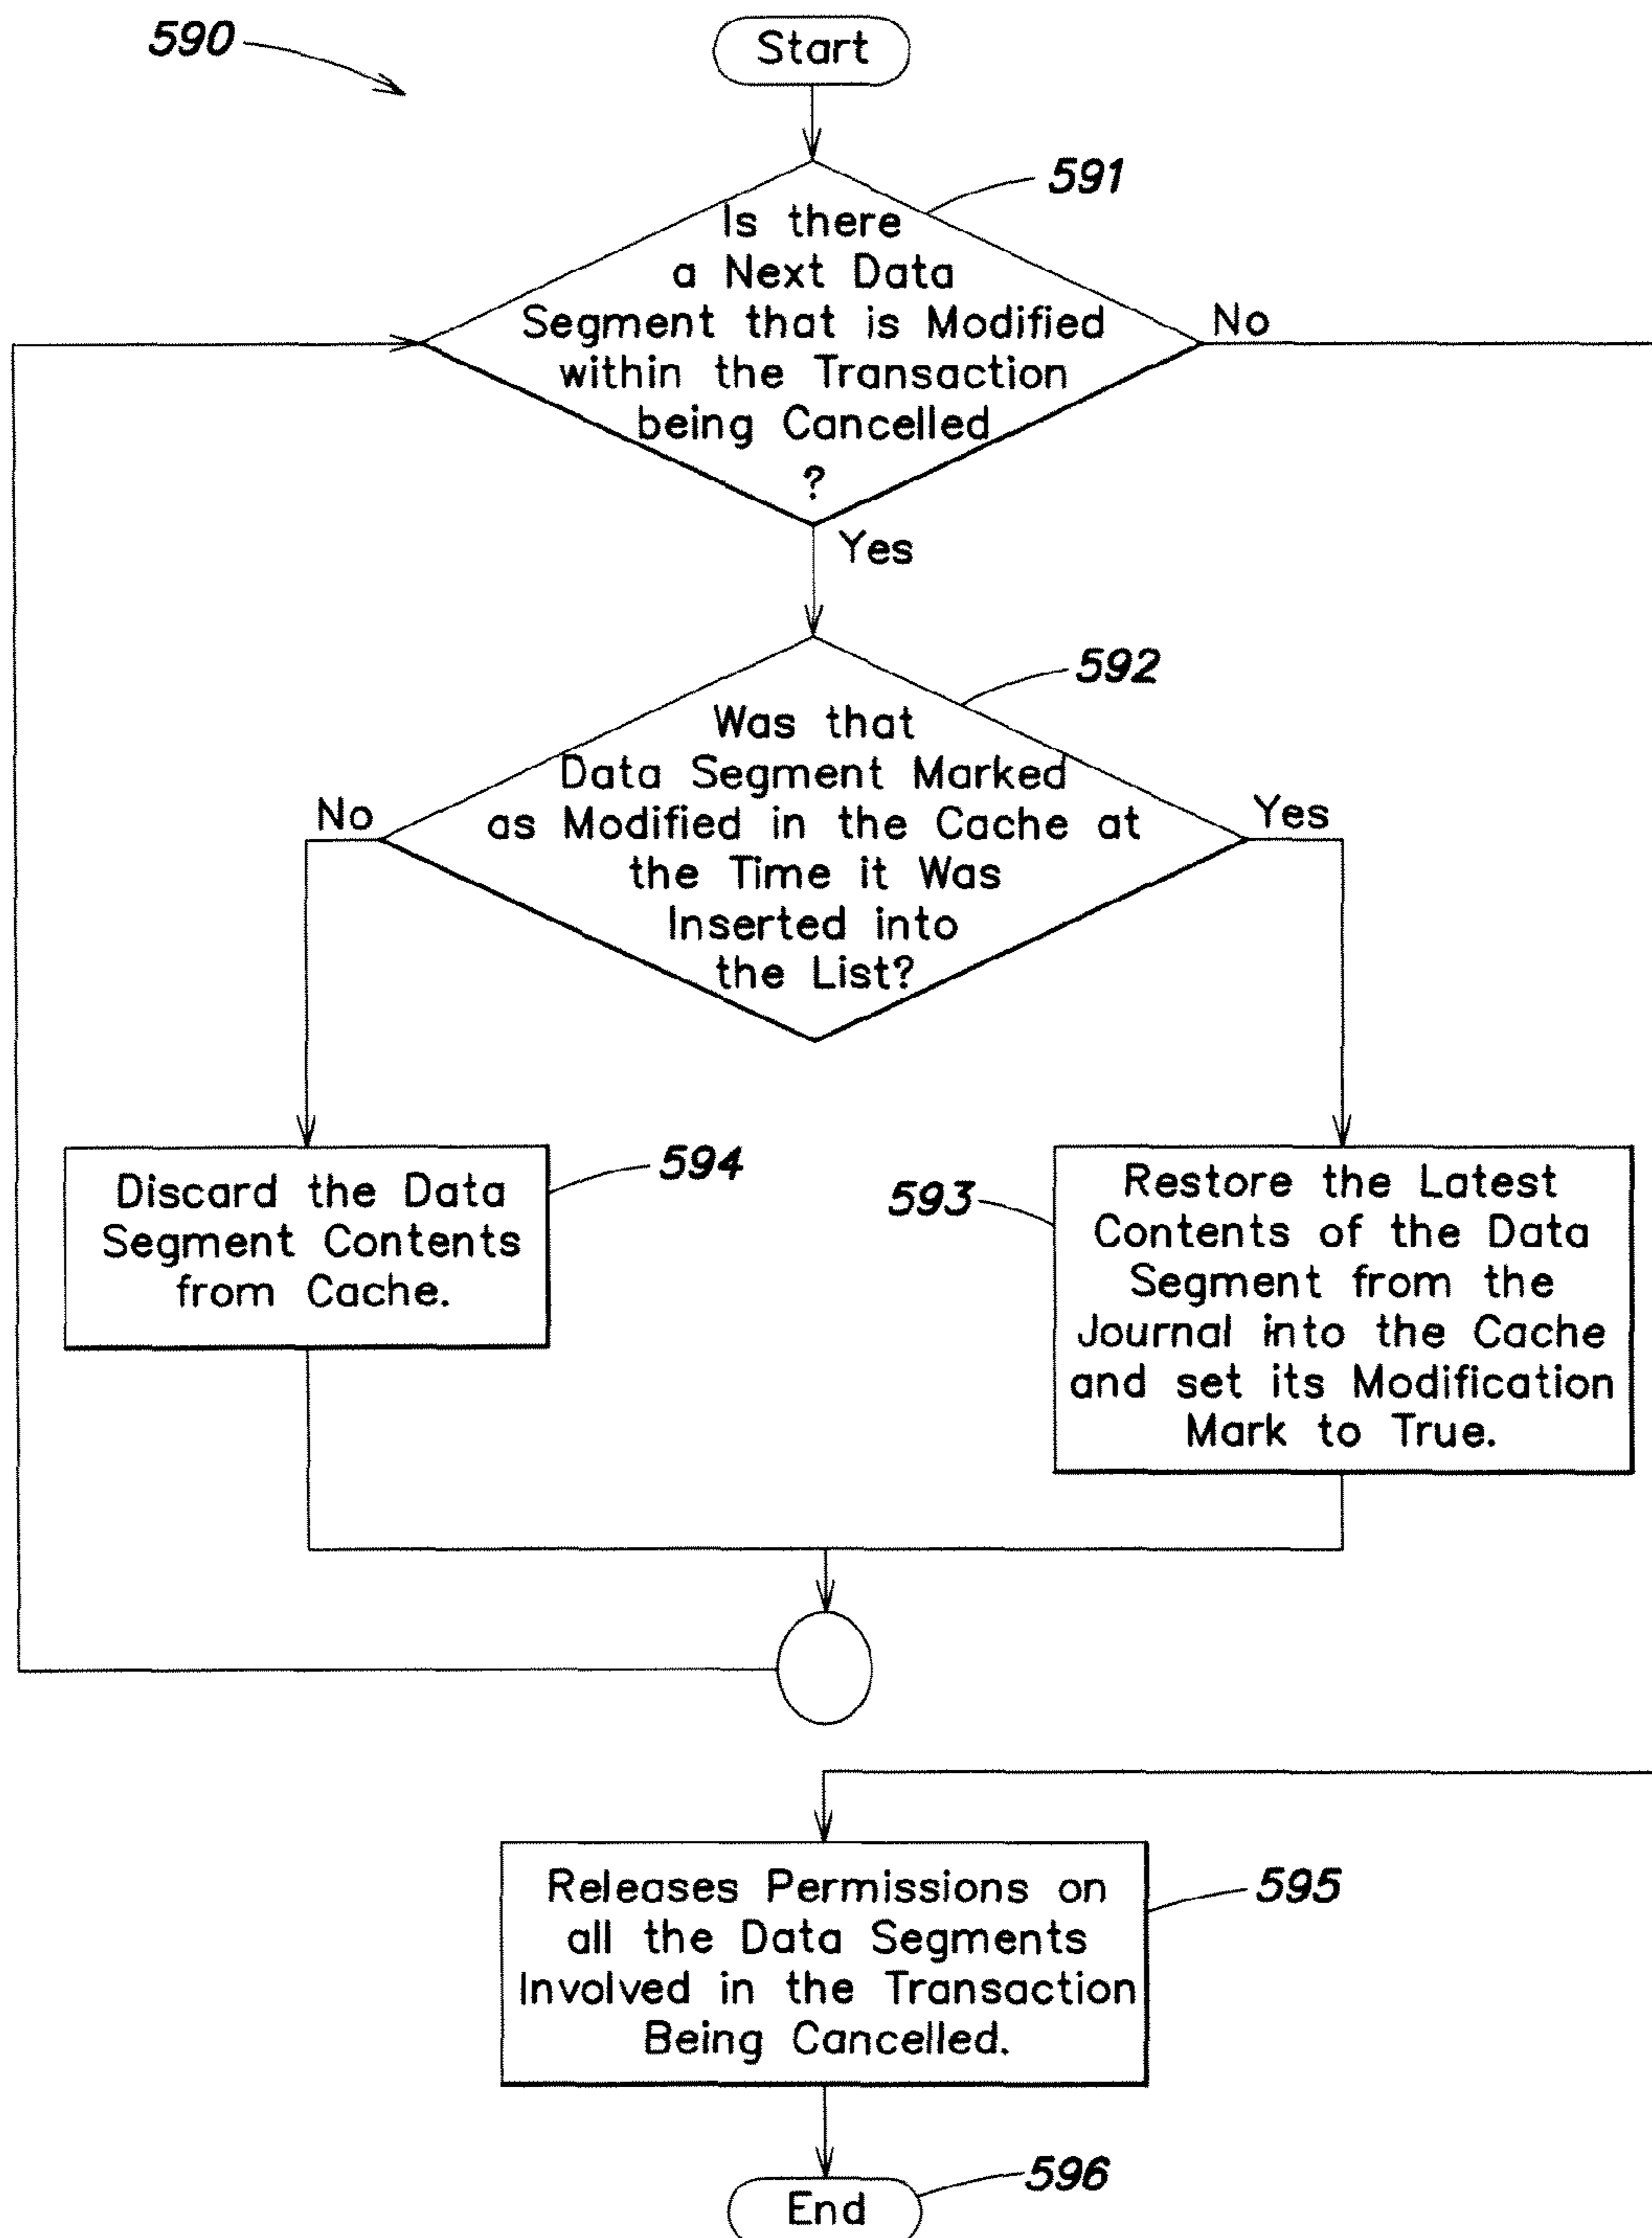 590
Start
591
Is there
a Next Data
Segment that is Modified
within the Transaction
being Cancelled
?
No
Yes
592
Was that
Data Segment Marked
as Modified in the Cache at
the Time it Was
Inserted into
the List?
No
Yes
594
Discard the Data
Segment Contents
from Cache.
593
Restore the Latest
Contents of the Data
Segment from the
Journal into the Cache
and set its Modification
Mark to True.
595
Releases Permissions on
all the Data Segments
Involved in the Transaction
Being Cancelled.
596
End